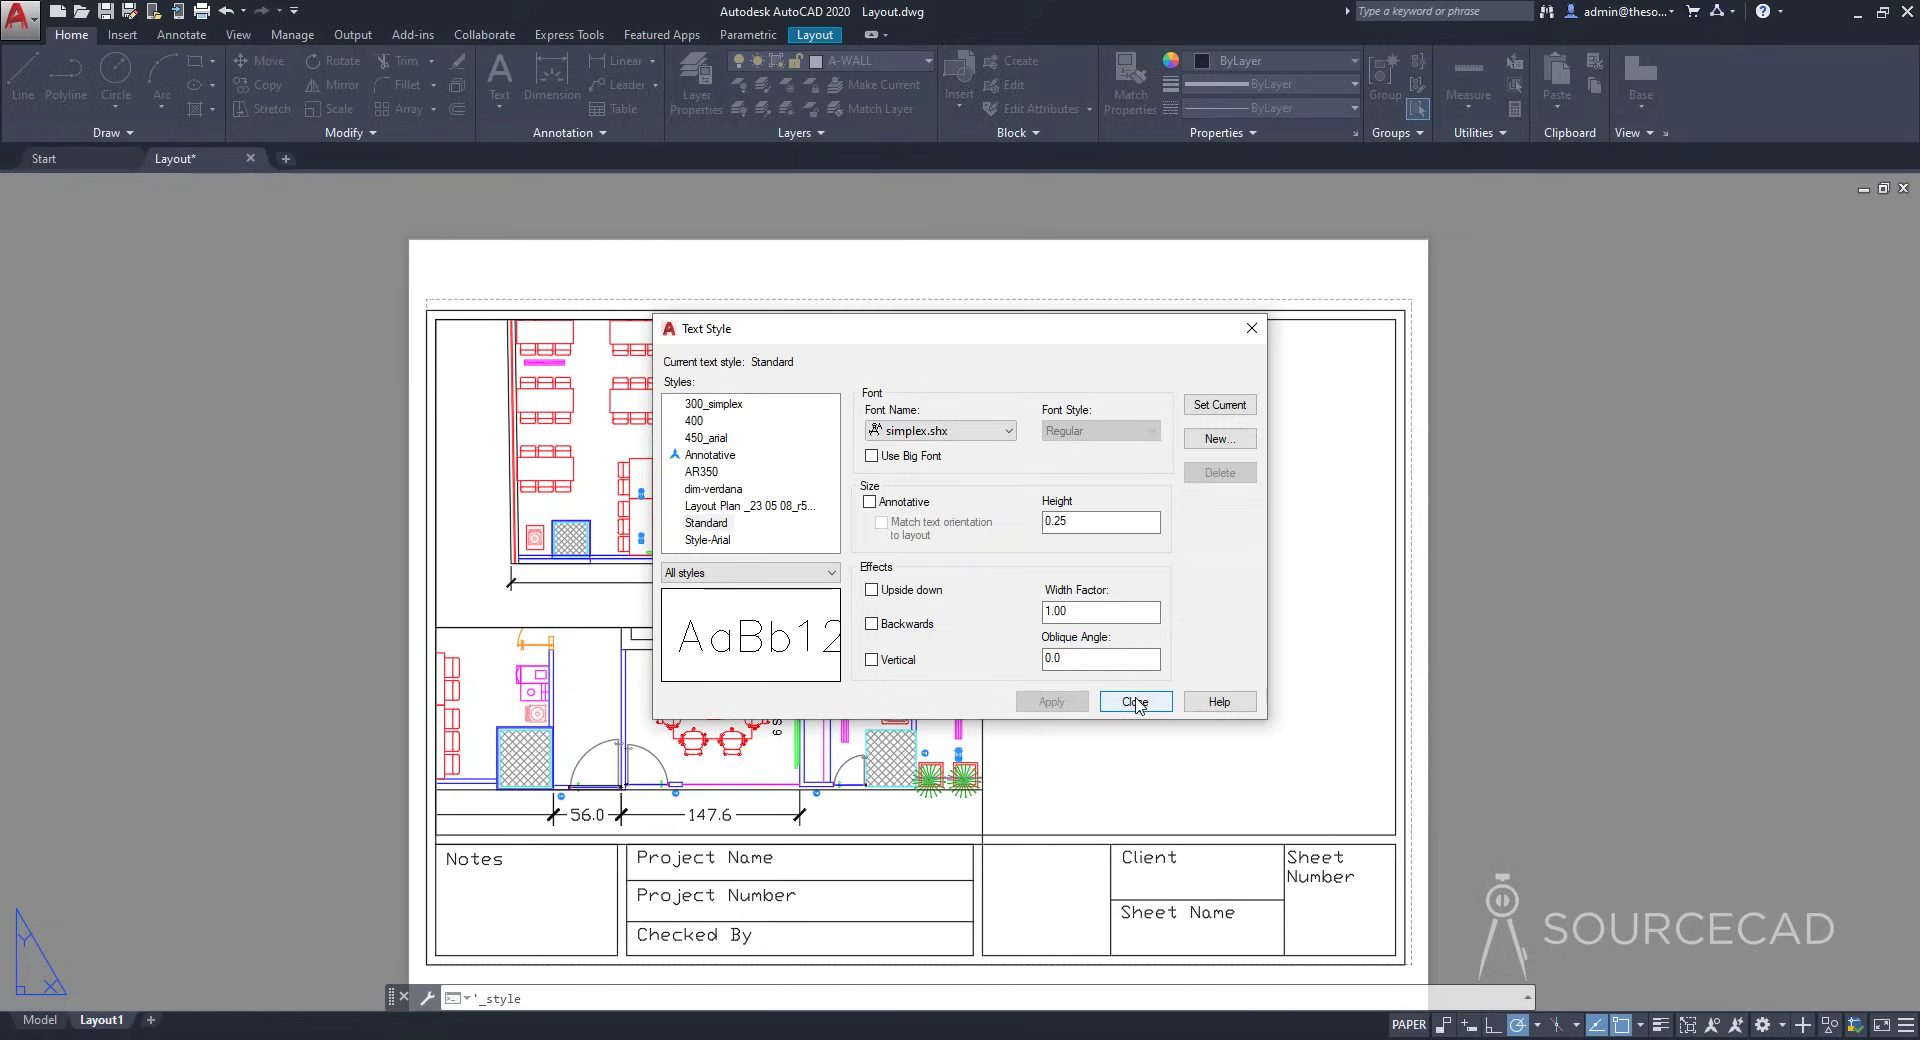 Autodesk AutoCAD 2020 Layout.dwg
Type a keyword or phrase
admin@theso...
Home Insert Annotate View Manage Output Add-ins Collaborate Express Tools Featured Apps Parametric Layout
Line Polyline Circle Arc
Move Rotate Trim
Copy Mirror Fillet
Stretch Scale Array
Text Dimension
Linear
Leader
Table
Layer Properties
A-WALL
Make Current
Match Layer
Insert
Create
Edit
Edit Attributes
Match Properties
ByLayer
ByLayer
ByLayer
Group
Measure
Paste
Base
Draw Modify Annotation Layers Block Properties Groups Utilities Clipboard View
Start Layout*
Text Style
Current text style: Standard
Styles:
300_simplex
400
450_arial
Annotative
AR350
dim-verdana
Layout Plan _23 05 08_r5...
Standard
Style-Arial
All styles
AaBb12
Font
Font Name:
simplex.shx
Font Style:
Regular
Use Big Font
Size
Annotative
Match text orientation
to layout
Height
0.25
Effects
Upside down
Backwards
Vertical
Width Factor:
1.00
Oblique Angle:
0.0
Set Current
New...
Delete
Apply
Close
Help
56.0
147.6
Notes
Project Name
Project Number
Checked By
Client
Sheet Name
Sheet
Number
SOURCECAD
Y
X
'_style
Model Layout1
PAPER